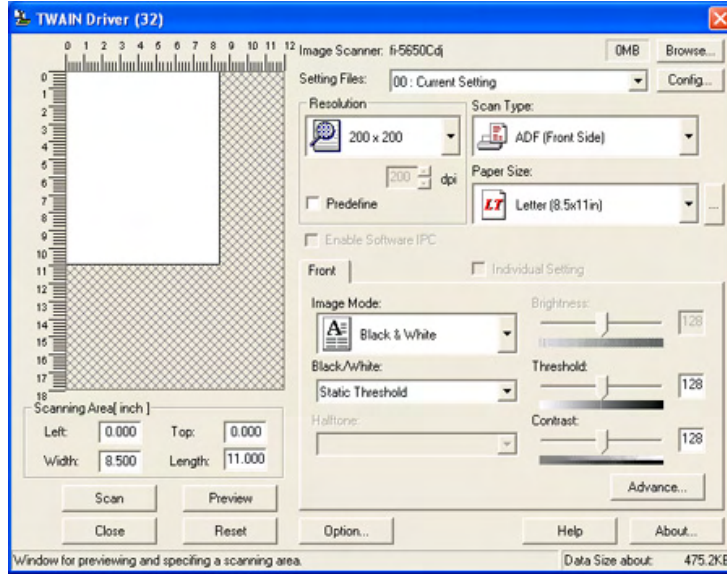 TWAIN Driver (32)
0 1 2 3 4 5 6 7 8 9 10 11 12
Image Scanner: fi-5650Cdj 0MB Browse...
Setting Files: 00 : Current Setting Config...
Resolution
200 x 200
200 dpi
Predefine
Scan Type:
ADF (Front Side)
Paper Size:
LT Letter (8.5x11in) ...
Enable Software IPC
0
1
2
3
4
5
6
7
8
9
10
11
12
13
14
15
16
17
18
Front
Individual Setting
Image Mode:
Black & White
Black/White:
Static Threshold
Halftone:
Brightness:
128
Threshold:
128
Contrast:
128
Advance...
Scanning Area[ inch ]
Left: 0.000 Top: 0.000
Width: 8.500 Length: 11.000
Scan Preview
Close Reset Option... Help About...
Window for previewing and specifing a scanning area. Data Size about: 475.2KB